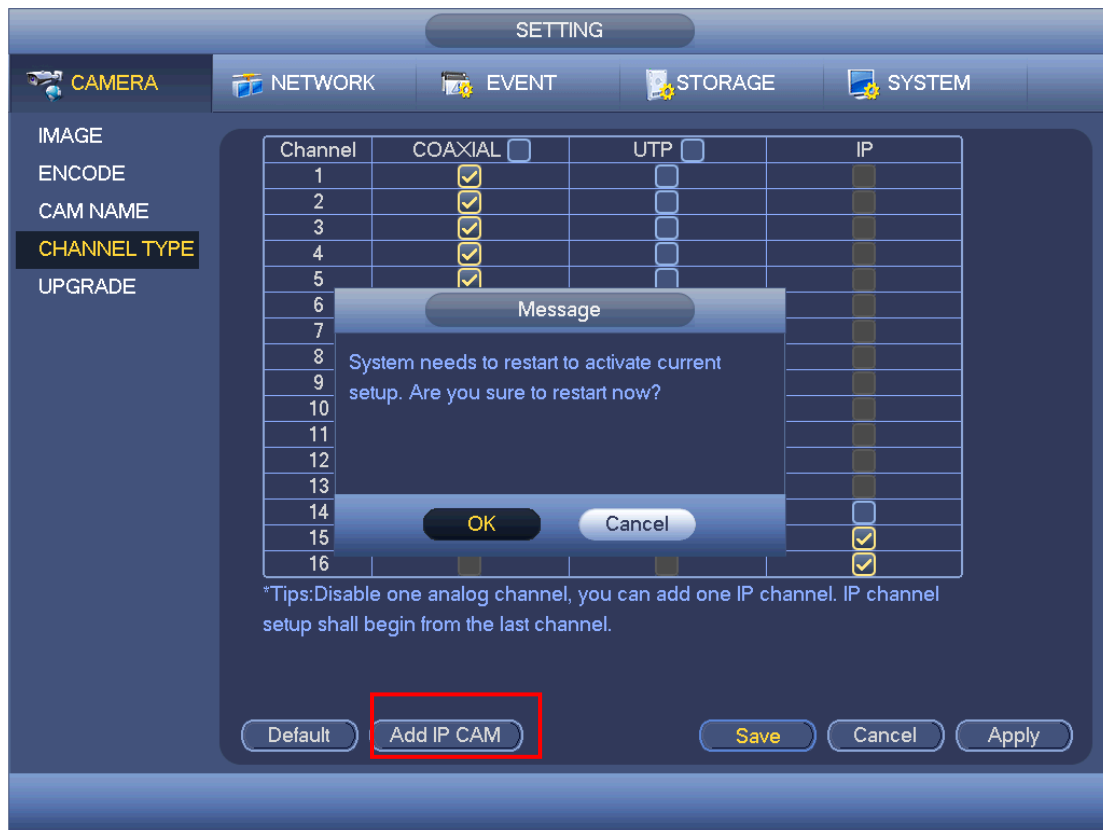 SETTING
CAMERA NETWORK EVENT STORAGE SYSTEM
IMAGE
ENCODE
CAM NAME
CHANNEL TYPE
UPGRADE
Channel COAXIAL UTP IP
1
2
3
4
5
6
7
8
9
10
11
12
13
14
15
16
Message
System needs to restart to activate current
setup. Are you sure to restart now?
OK Cancel
*Tips:Disable one analog channel, you can add one IP channel. IP channel
setup shall begin from the last channel.
Default Add IP CAM Save Cancel Apply